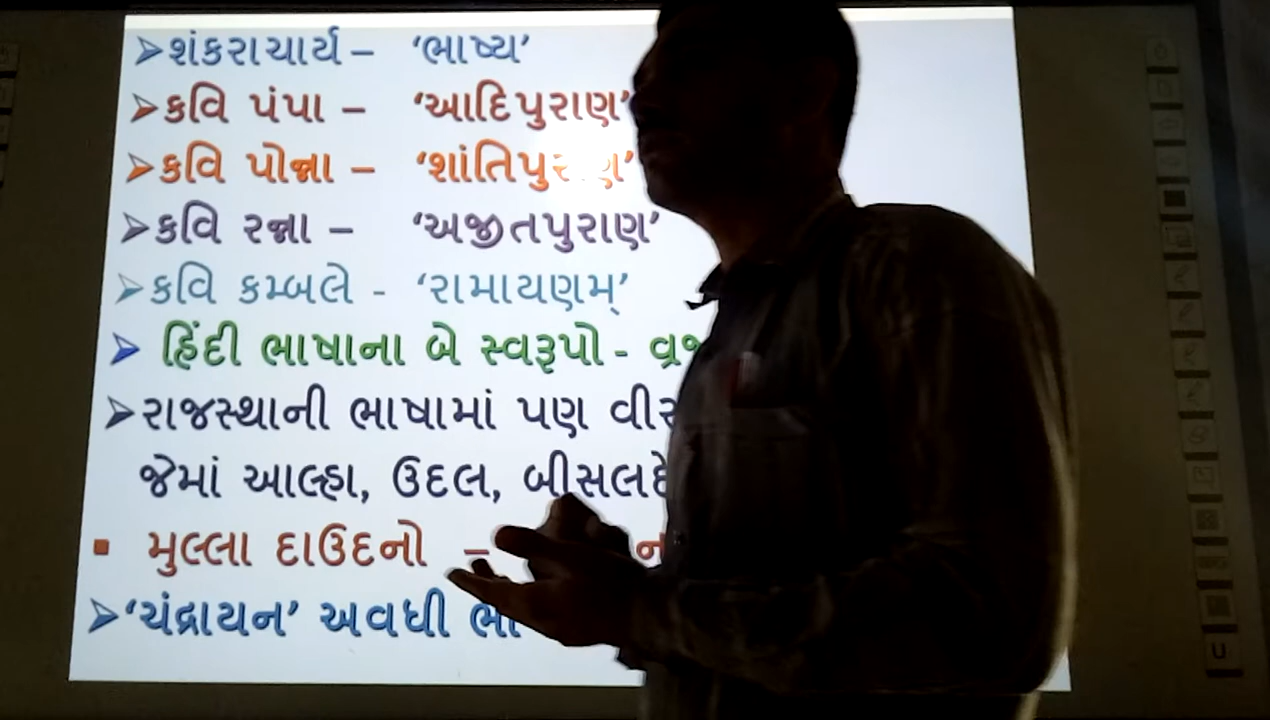 ➢શંકરાચાર્ય – ‘ભાષ્ય’
➢કવિ પંપા – ‘આદિપુરાણ’
➢કવિ પોન્ના – ‘શાંતિપુરાણ’
➢કવિ રન્ના – ‘અજીતપુરાણ’
➢કવિ કમ્બલે - ‘રામાયણમ્’
➢ હિંદી ભાષાના બે સ્વરૂપો - વ્રજ
➢રાજસ્થાની ભાષામાં પણ
જેમાં આલ્હા, ઉદલ,
▪ મુલ્લા દાઉદનો –
➢‘ચંદ્રાયન’ અવધી